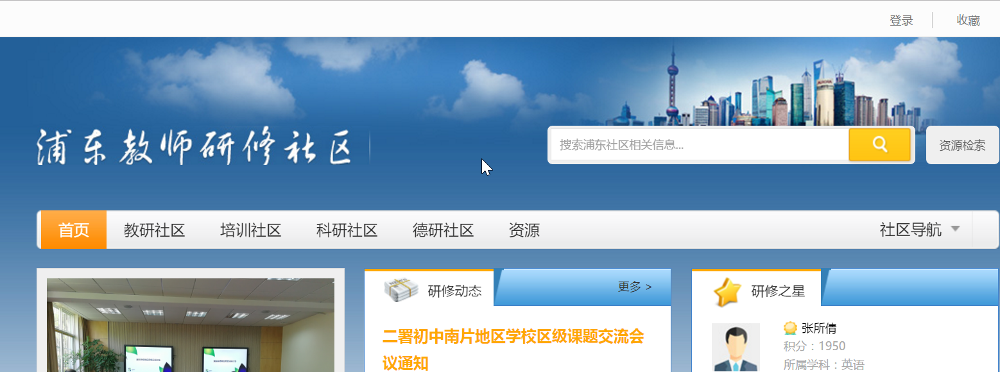 登录
收藏
浦东教师研修社区
搜索浦东社区相关信息...
资源检索
首页
教研社区
培训社区
科研社区
德研社区
资源
社区导航
研修动态
更多 >
二署初中南片地区学校区级课题交流会
议通知
研修之星
张所倩
积分：1950
所属学科：英语
AURORA
NEWS